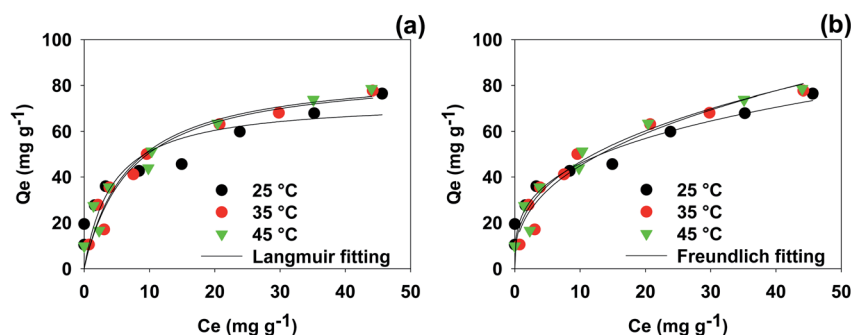 (a)
Qe (mg g⁻¹)
100
80
60
40
20
0
25 °C
35 °C
45 °C
Langmuir fitting
0 10 20 30 40 50
Ce (mg g⁻¹)
(b)
Qe (mg g⁻¹)
100
80
60
40
20
0
25 °C
35 °C
45 °C
Freundlich fitting
0 10 20 30 40 50
Ce (mg g⁻¹)